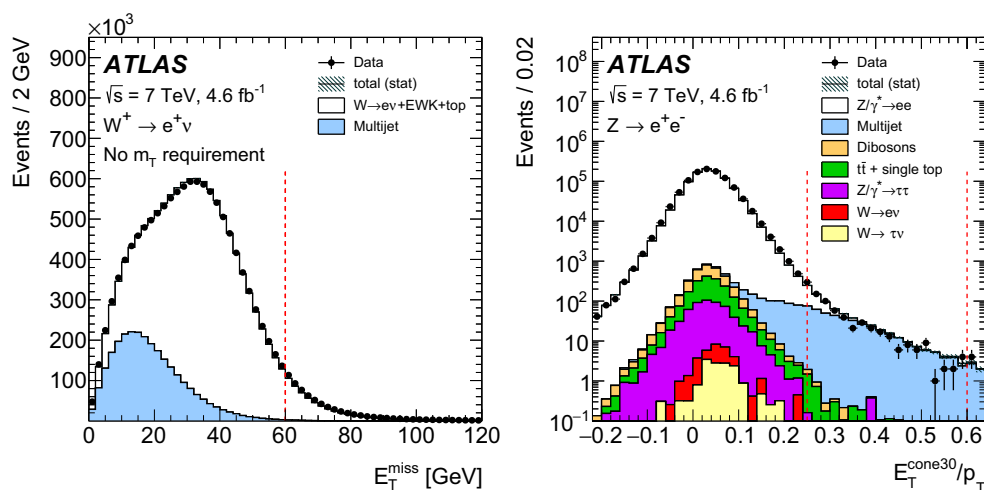 ×10³
Events / 2 GeV
900
800
700
600
500
400
300
200
100
0 20 40 60 80 100 120
E_T^miss [GeV]
ATLAS
√s = 7 TeV, 4.6 fb⁻¹
W⁺ → e⁺ν
No m_T requirement
Data
total (stat)
W→eν+EWK+top
Multijet
Events / 0.02
10⁸
10⁷
10⁶
10⁵
10⁴
10³
10²
10
1
10⁻¹
−0.2 −0.1 0 0.1 0.2 0.3 0.4 0.5 0.6
E_T^cone30/p_T
ATLAS
√s = 7 TeV, 4.6 fb⁻¹
Z → e⁺e⁻
Data
total (stat)
Z/γ*→ee
Multijet
Dibosons
tt̄ + single top
Z/γ*→ττ
W→eν
W→ τν